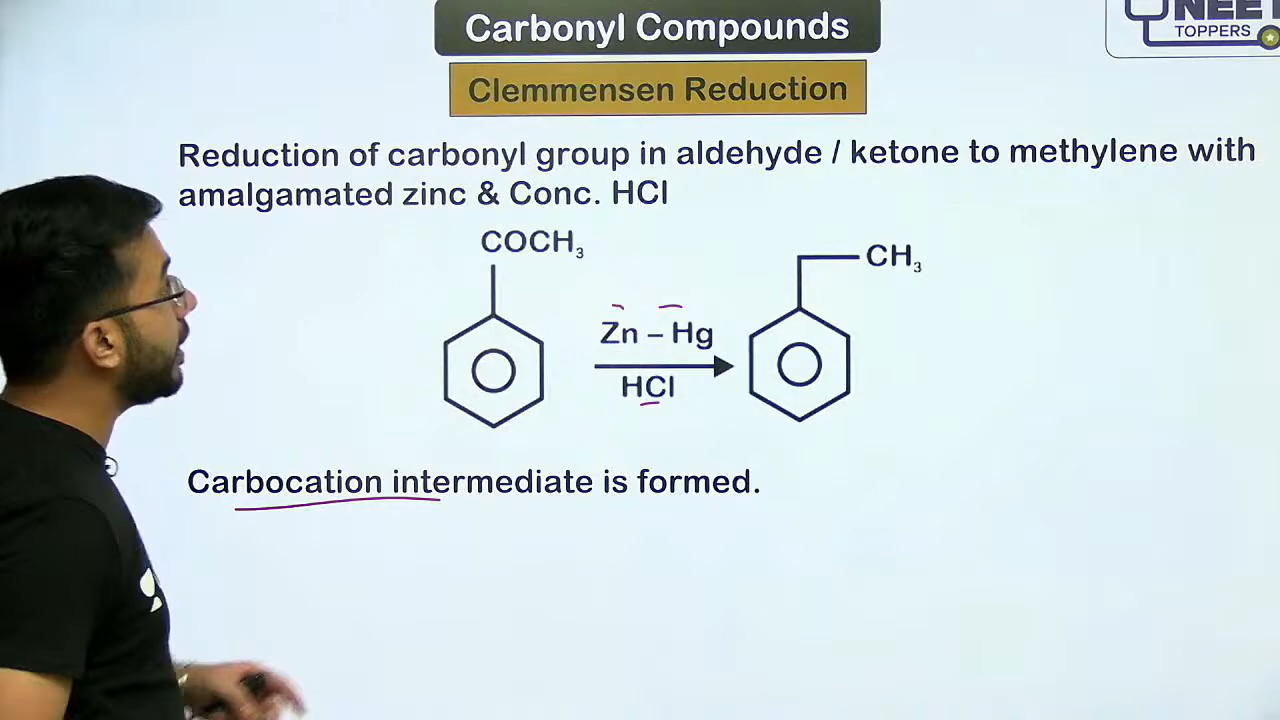 Carbonyl Compounds
NEET
TOPPERS
Clemmensen Reduction
Reduction of carbonyl group in aldehyde / ketone to methylene with
amalgamated zinc & Conc. HCl
COCH₃
CH₃
Zn – Hg
HCl
Carbocation intermediate is formed.